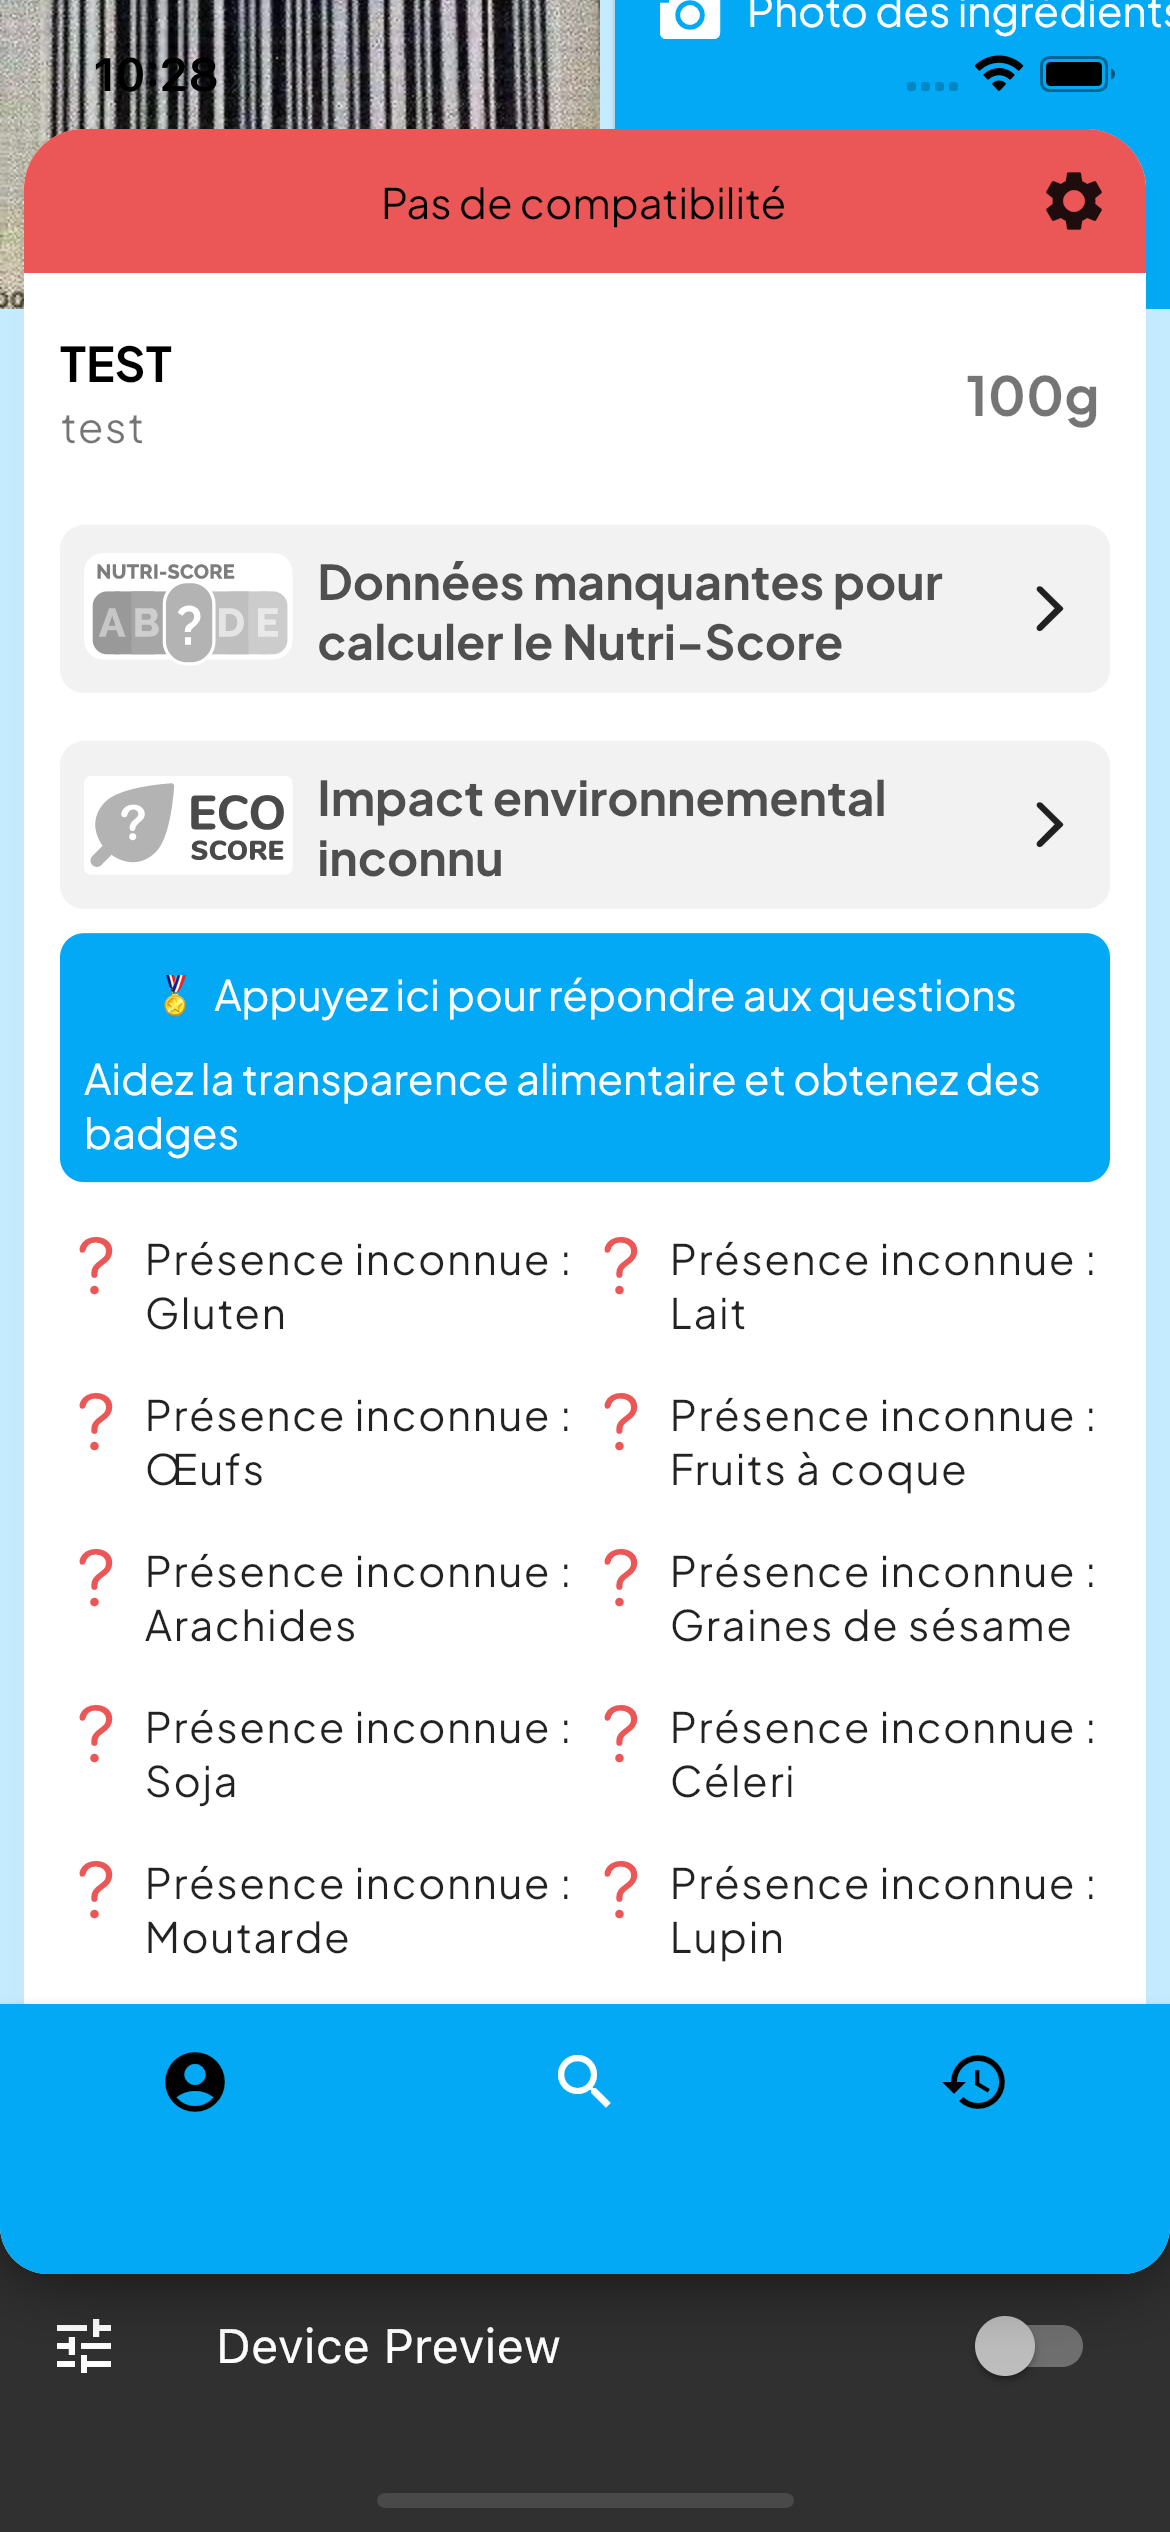 Photo des ingrédients
10:28
Pas de compatibilité
TEST
test
100g
NUTRI-SCORE
A B ? D E
Données manquantes pour
calculer le Nutri-Score
?
ECO
SCORE
Impact environnemental
inconnu
🏅 Appuyez ici pour répondre aux questions
Aidez la transparence alimentaire et obtenez des
badges
? Présence inconnue :
Gluten
? Présence inconnue :
Lait
? Présence inconnue :
Œufs
? Présence inconnue :
Fruits à coque
? Présence inconnue :
Arachides
? Présence inconnue :
Graines de sésame
? Présence inconnue :
Soja
? Présence inconnue :
Céleri
? Présence inconnue :
Moutarde
? Présence inconnue :
Lupin
Device Preview